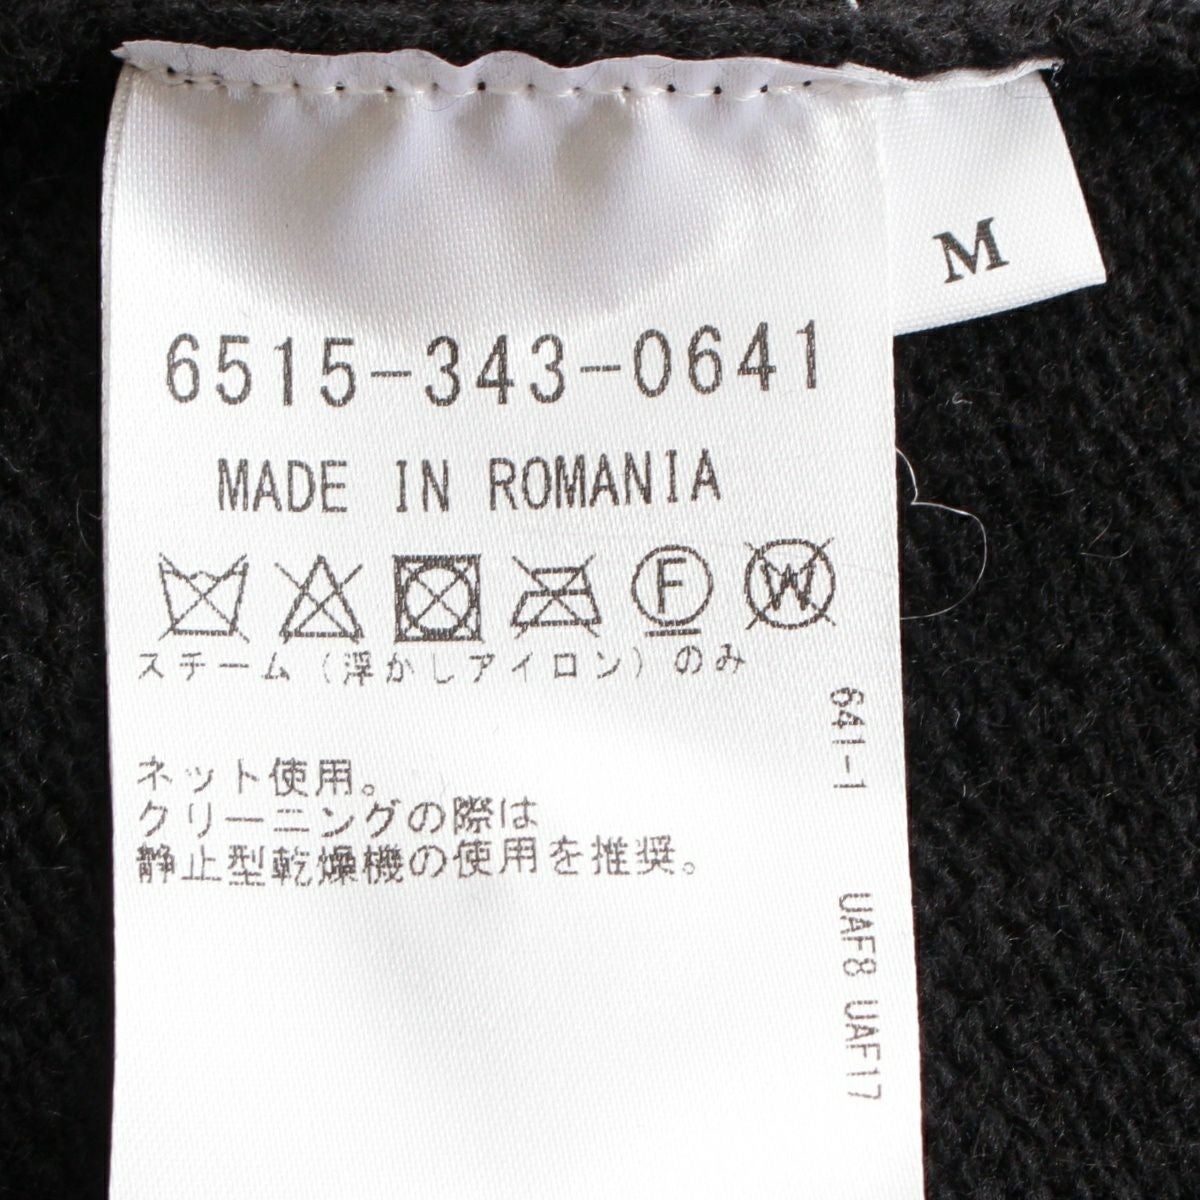 M
6515-343-0641
MADE IN ROMANIA
F W
スチーム(浮かしアイロン)のみ
ネット使用。
クリーニングの際は
静止型乾燥機の使用を推奨。
641-1 UAF8 UAF17